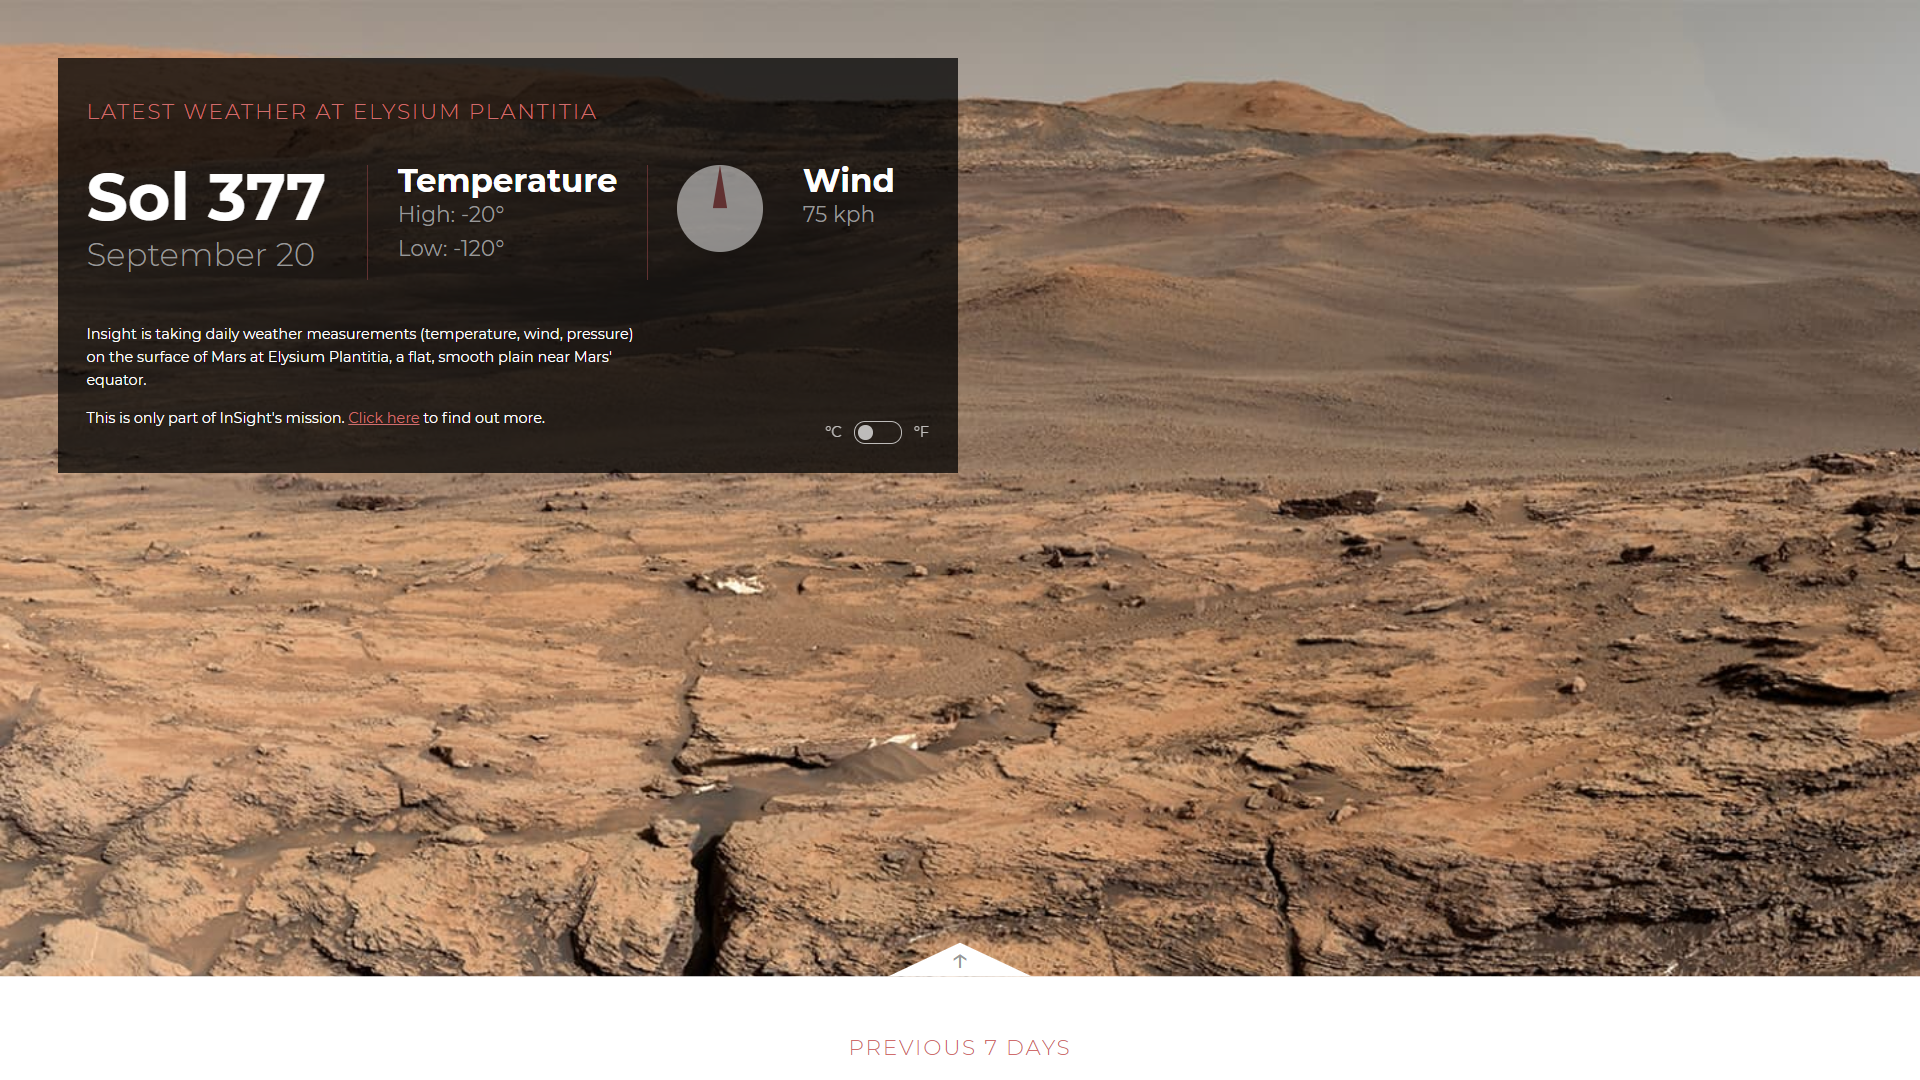 LATEST WEATHER AT ELYSIUM PLANTITIA
Sol 377
September 20
Temperature
High: -20°
Low: -120°
Wind
75 kph
Insight is taking daily weather measurements (temperature, wind, pressure)
on the surface of Mars at Elysium Plantitia, a flat, smooth plain near Mars'
equator.
This is only part of InSight's mission. Click here to find out more.
°C °F
PREVIOUS 7 DAYS